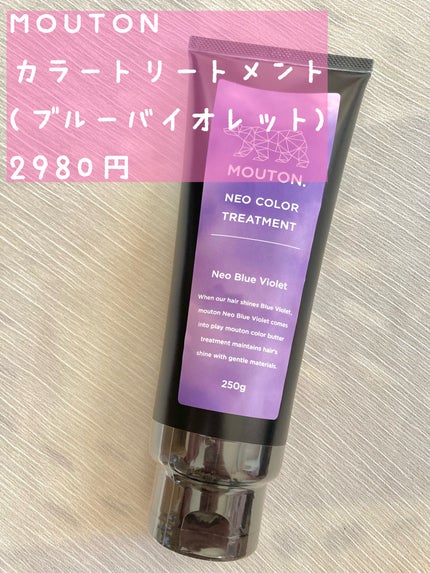 MOUTON
カラートリートメント
(ブルーバイオレット)
2980円
MOUTON.
NEO COLOR
TREATMENT
Neo Blue Violet
When our hair shines Blue Violet,
mouton Neo Blue Violet comes
into play mouton color butter
treatment maintains hair's
shine with gentle materials.
250g